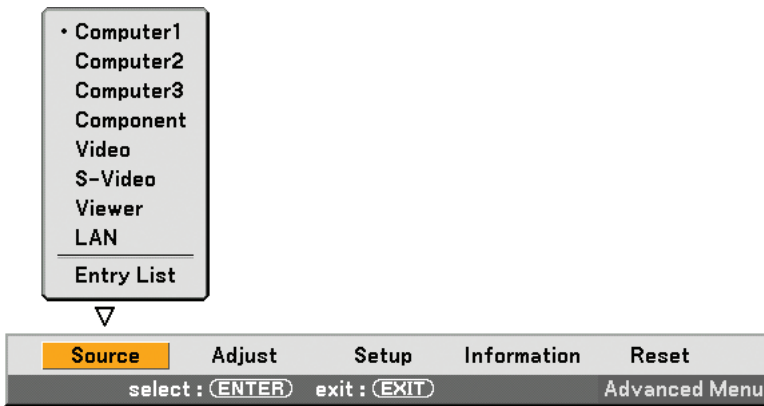 • Computer1
Computer2
Computer3
Component
Video
S-Video
Viewer
LAN
Entry List
Source Adjust Setup Information Reset
select : ENTER exit : EXIT Advanced Menu